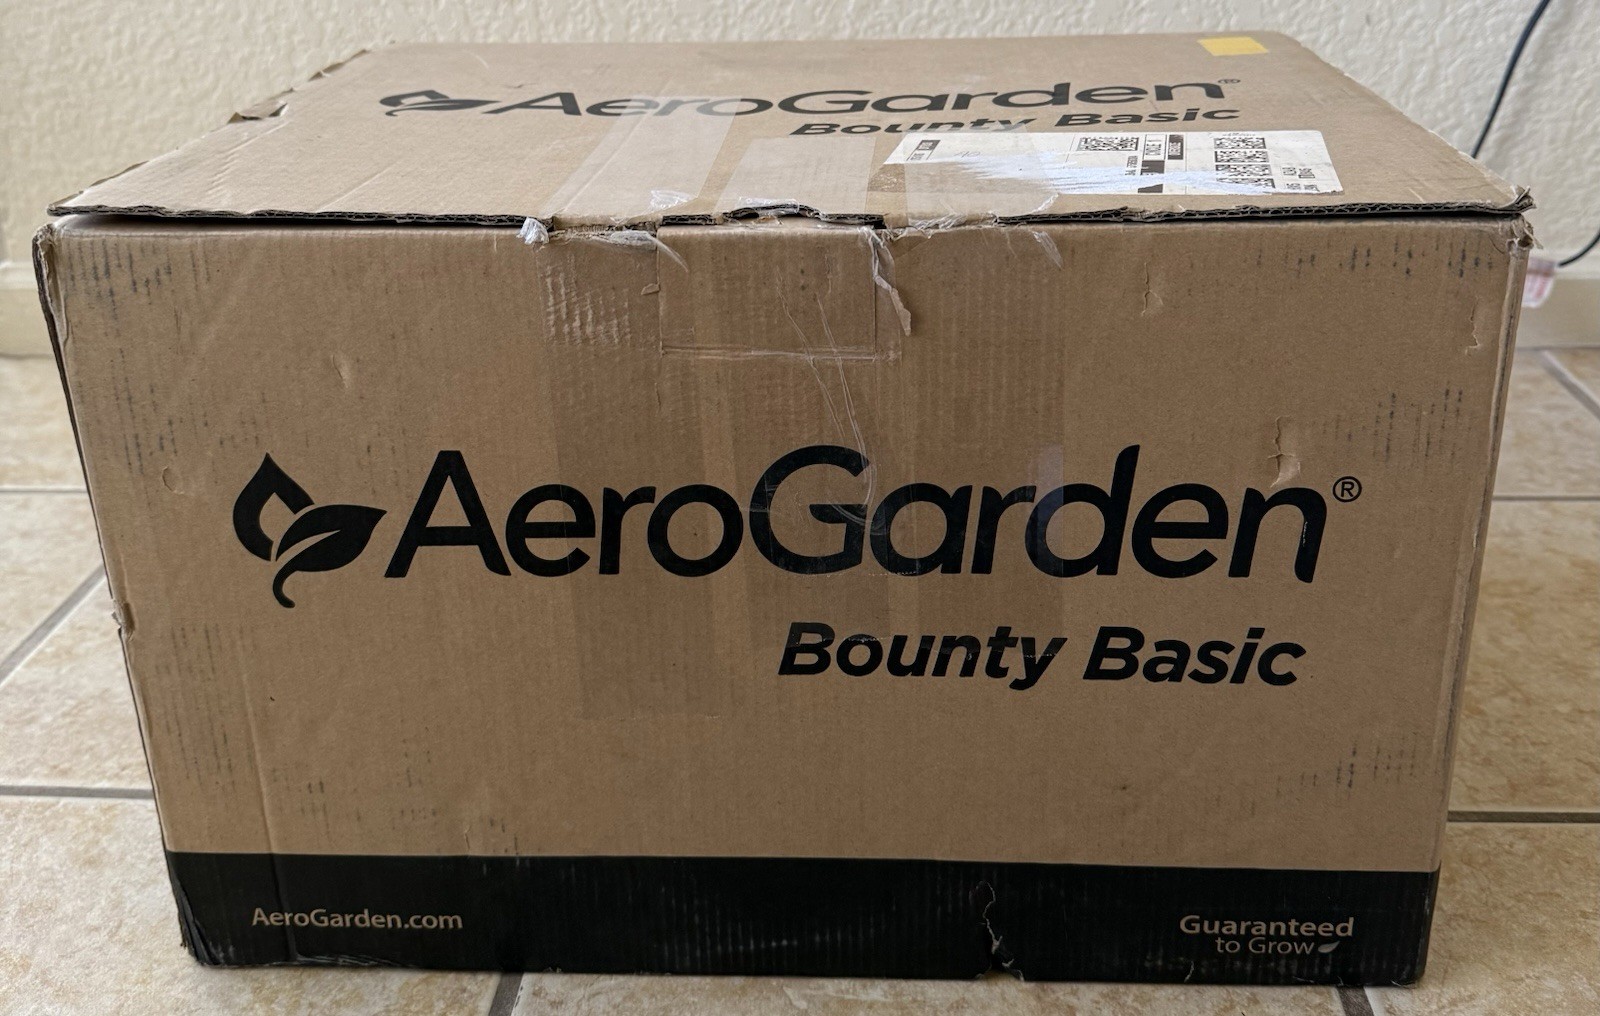 AeroGarden®
Bounty Basic
AeroGarden®
Bounty Basic
AeroGarden.com
Guaranteed
to Grow